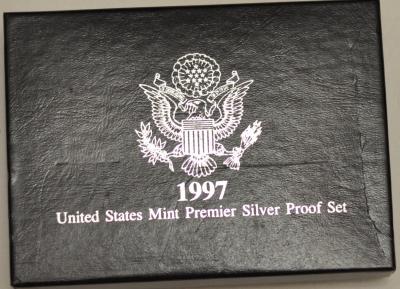 1997
United States Mint Premier Silver Proof Set